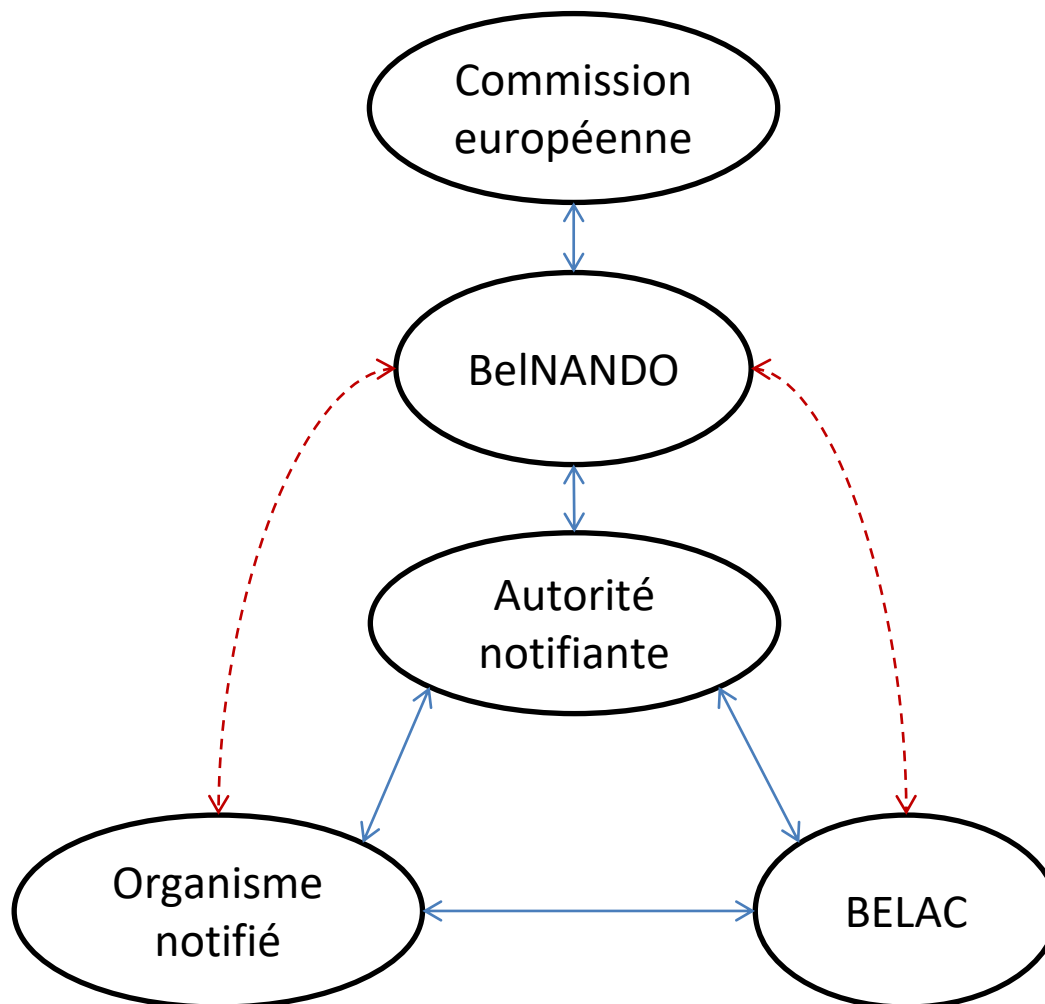 Commission
européenne
BelNANDO
Autorité
notifiante
Organisme
notifié
BELAC